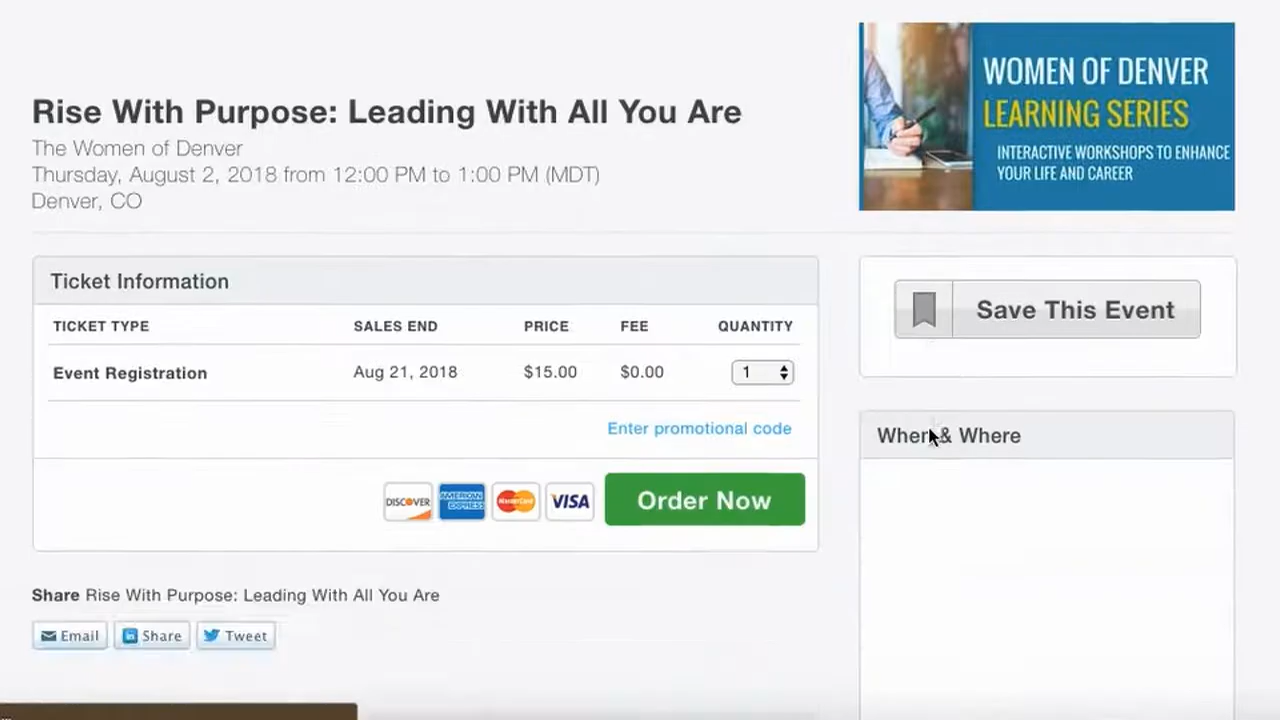 WOMEN OF DENVER
LEARNING SERIES
INTERACTIVE WORKSHOPS TO ENHANCE
YOUR LIFE AND CAREER
Rise With Purpose: Leading With All You Are
The Women of Denver
Thursday, August 2, 2018 from 12:00 PM to 1:00 PM (MDT)
Denver, CO
Ticket Information
TICKET TYPE SALES END PRICE FEE QUANTITY
Event Registration Aug 21, 2018 $15.00 $0.00 1
Enter promotional code
DISCOVER AMERICAN EXPRESS MasterCard VISA Order Now
Share Rise With Purpose: Leading With All You Are
Email in Share Tweet
Save This Event
When & Where